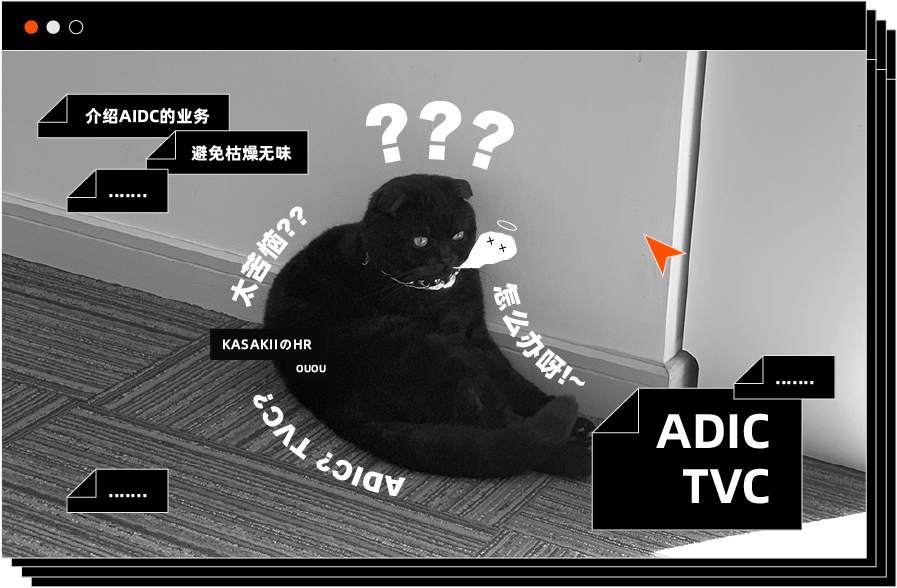 介绍AIDC的业务
避免枯燥无味
.......
???
太苦恼??
怎么办呀!~
KASAKIIのHR
OUOU
ADIC? TVC?
.......
ADIC
TVC
.......